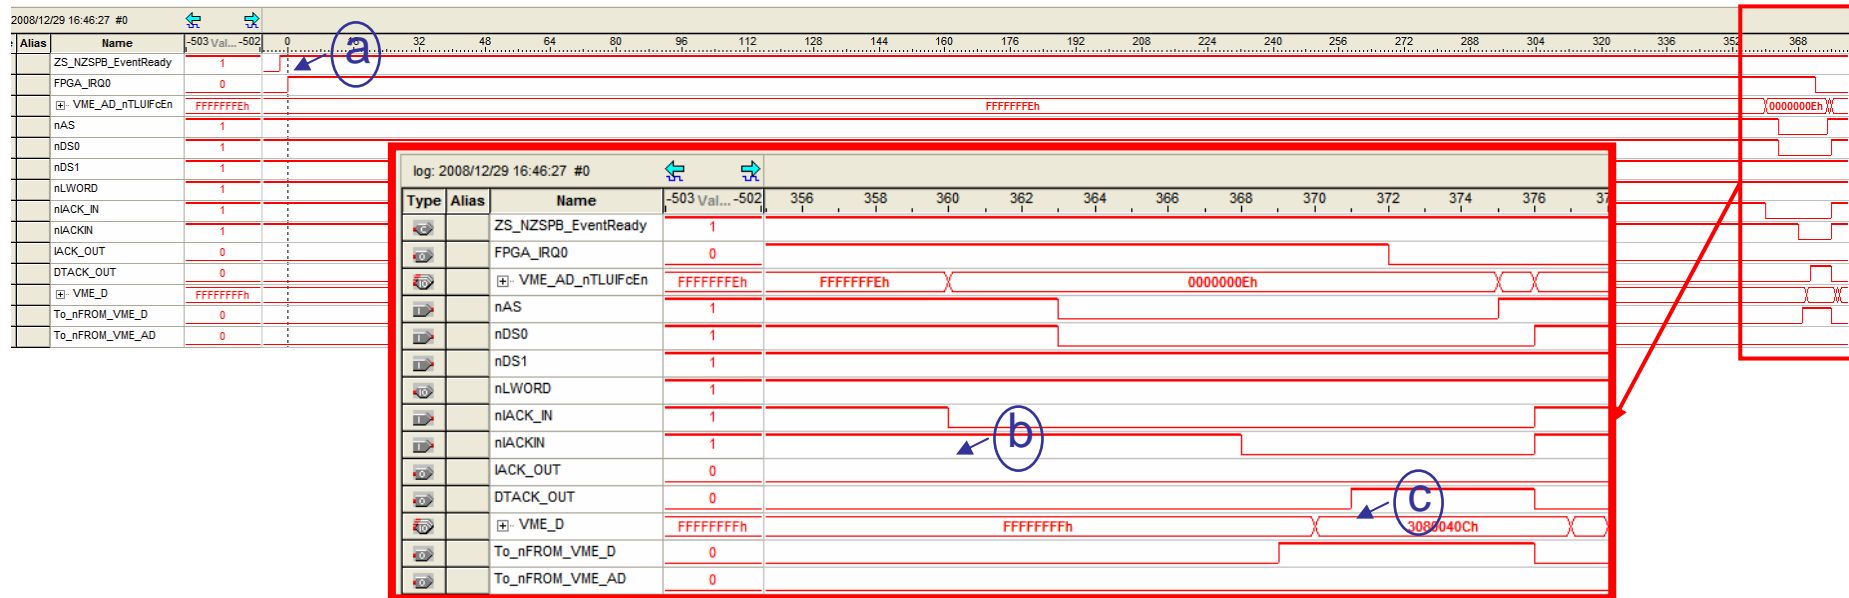 2008/12/29 16:46:27 #0
Alias Name -503 Val... -502 0 16 32 48 64 80 96 112 128 144 160 176 192 208 224 240 256 272 288 304 320 336 352 368
ZS_NZSPB_EventReady 1
FPGA_IRQ0 0
VME_AD_nTLUIFcEn FFFFFFFEh FFFFFFFEh 0000000Eh
nAS 1
nDS0 1
nDS1 1
nLWORD 1
nIACK_IN 1
nIACKIN 1
IACK_OUT 0
DTACK_OUT 0
VME_D FFFFFFFFh
To_nFROM_VME_D 0
To_nFROM_VME_AD 0
a
log: 2008/12/29 16:46:27 #0
Type Alias Name -503 Val... -502 356 358 360 362 364 366 368 370 372 374 376 37
ZS_NZSPB_EventReady 1
FPGA_IRQ0 0
VME_AD_nTLUIFcEn FFFFFFFEh FFFFFFFEh 0000000Eh
nAS 1
nDS0 1
nDS1 1
nLWORD 1
nIACK_IN 1
nIACKIN 1
b
IACK_OUT 0
DTACK_OUT 0
c
VME_D FFFFFFFFh FFFFFFFFh 3080040Ch
To_nFROM_VME_D 0
To_nFROM_VME_AD 0